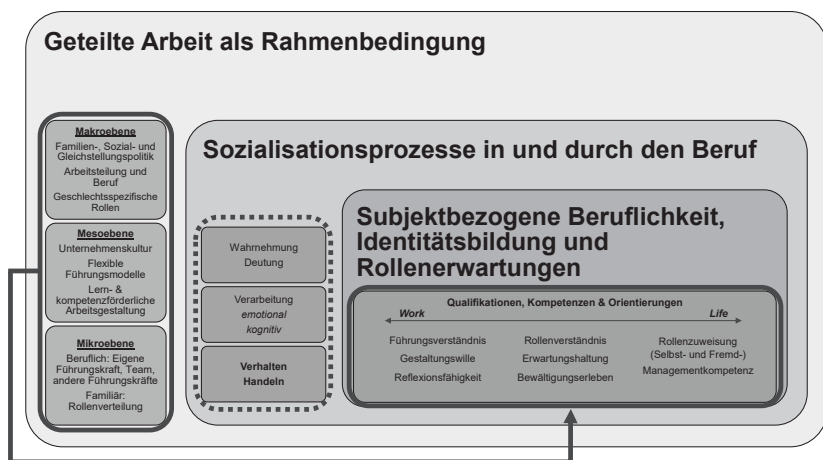 Geteilte Arbeit als Rahmenbedingung
Makroebene
Familien-, Sozial- und
Gleichstellungspolitik
Arbeitsteilung und
Beruf
Geschlechtsspezifische
Rollen
Mesoebene
Unternehmenskultur
Flexible
Führungsmodelle
Lern- &
kompetenzförderliche
Arbeitsgestaltung
Mikroebene
Beruflich: Eigene
Führungskraft, Team,
andere Führungskräfte
Familiär:
Rollenverteilung
Sozialisationsprozesse in und durch den Beruf
Wahrnehmung
Deutung
Verarbeitung
emotional
kognitiv
Verhalten
Handeln
Subjektbezogene Beruflichkeit,
Identitätsbildung und
Rollenerwartungen
Qualifikationen, Kompetenzen & Orientierungen
Work Life
Führungsverständnis
Gestaltungswille
Reflexionsfähigkeit
Rollenverständnis
Erwartungshaltung
Bewältigungserleben
Rollenzuweisung
(Selbst- und Fremd-)
Managementkompetenz